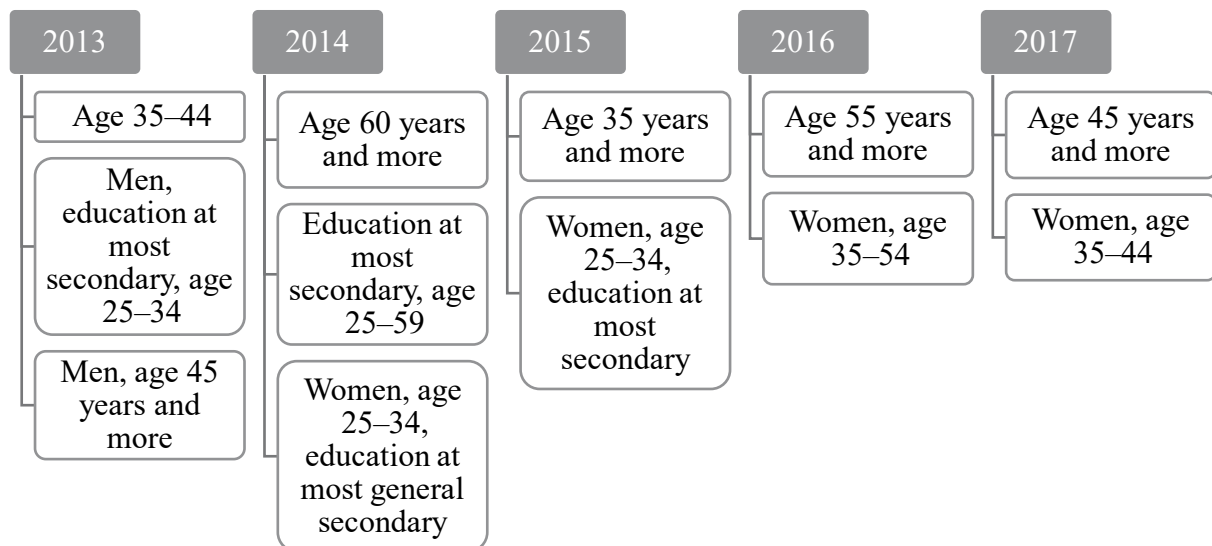 2013
Age 35–44
Men,
education at
most
secondary, age
25–34
Men, age 45
years and
more
2014
Age 60 years
and more
Education at
most
secondary, age
25–59
Women, age
25–34,
education at
most general
secondary
2015
Age 35 years
and more
Women, age
25–34,
education at
most
secondary
2016
Age 55 years
and more
Women, age
35–54
2017
Age 45 years
and more
Women, age
35–44